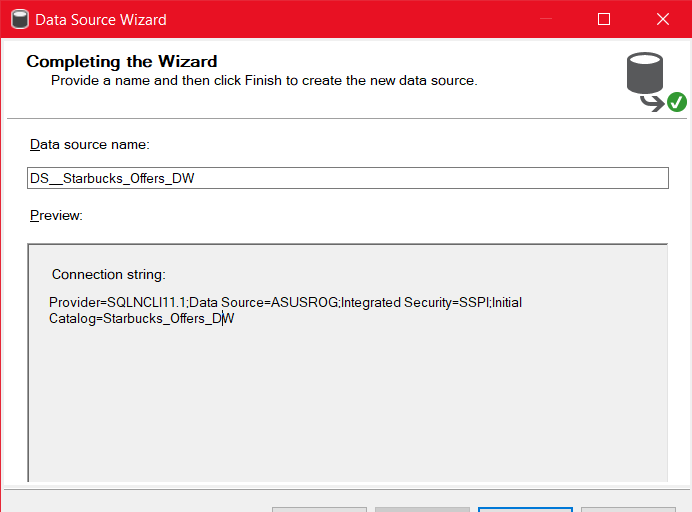 Data Source Wizard
Completing the Wizard
Provide a name and then click Finish to create the new data source.
Data source name:
DS__Starbucks_Offers_DW
Preview:
Connection string:
Provider=SQLNCLI11.1;Data Source=ASUSROG;Integrated Security=SSPI;Initial
Catalog=Starbucks_Offers_DW